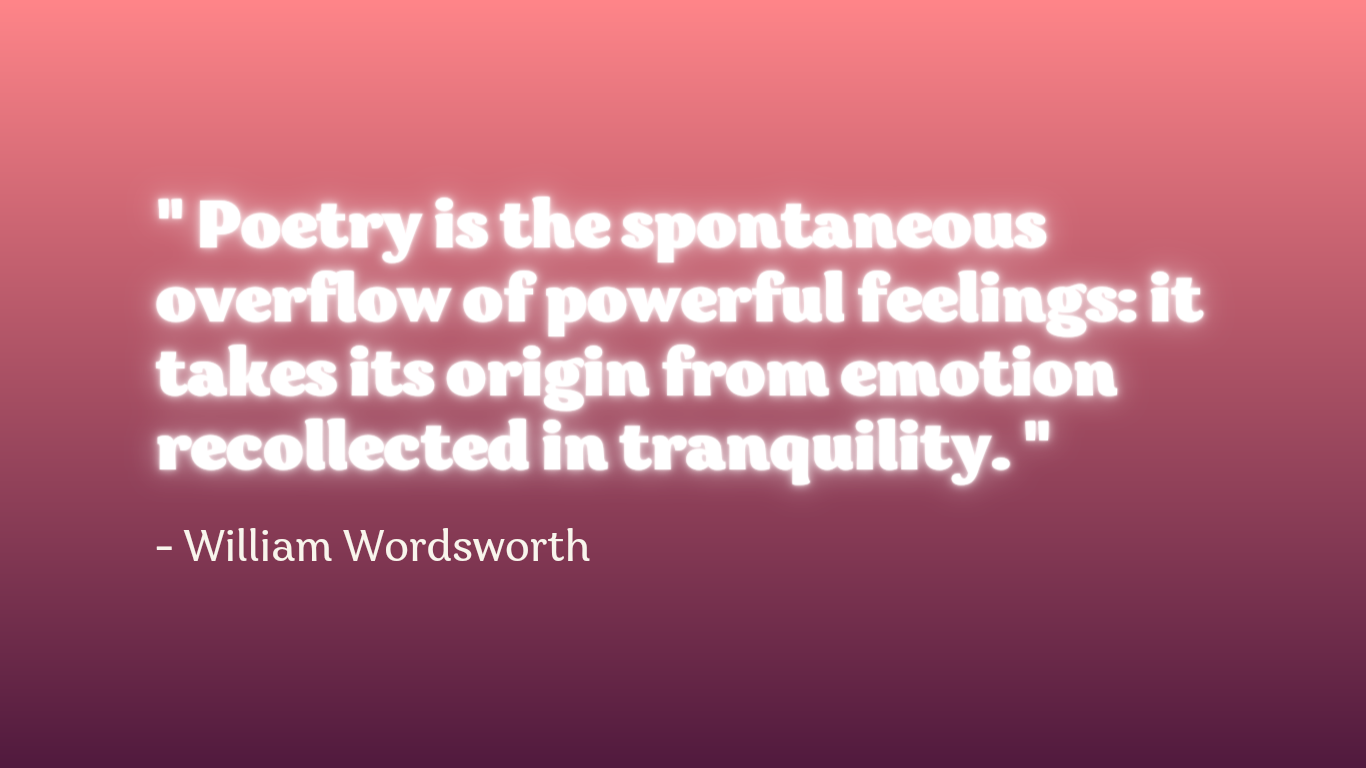 " Poetry is the spontaneous
overflow of powerful feelings: it
takes its origin from emotion
recollected in tranquility. "
- William Wordsworth